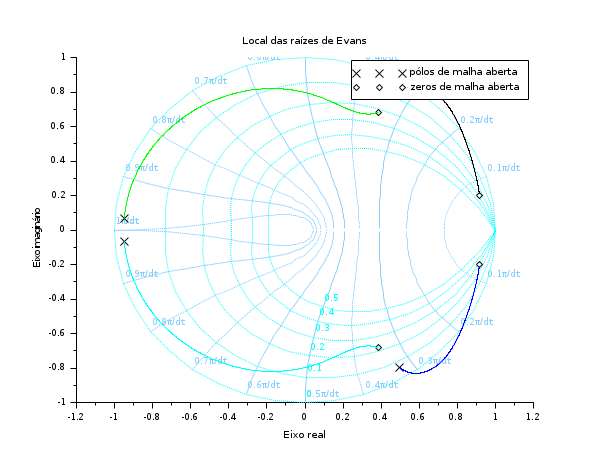 Local das raízes de Evans
pólos de malha aberta
zeros de malha aberta
Eixo imaginário
Eixo real
1
0.8
0.6
0.4
0.2
0
-0.2
-0.4
-0.6
-0.8
-1
-1.2
-1
-0.8
-0.6
-0.4
-0.2
0
0.2
0.4
0.6
0.8
1
1.2
0.7π/dt
0.8π/dt
0.9π/dt
0.2π/dt
0.1π/dt
0.1π/dt
0.2π/dt
0.3π/dt
0.4π/dt
0.5π/dt
0.6π/dt
0.7π/dt
0.8π/dt
0.9π/dt
0.5
0.4
0.3
0.2
0.1